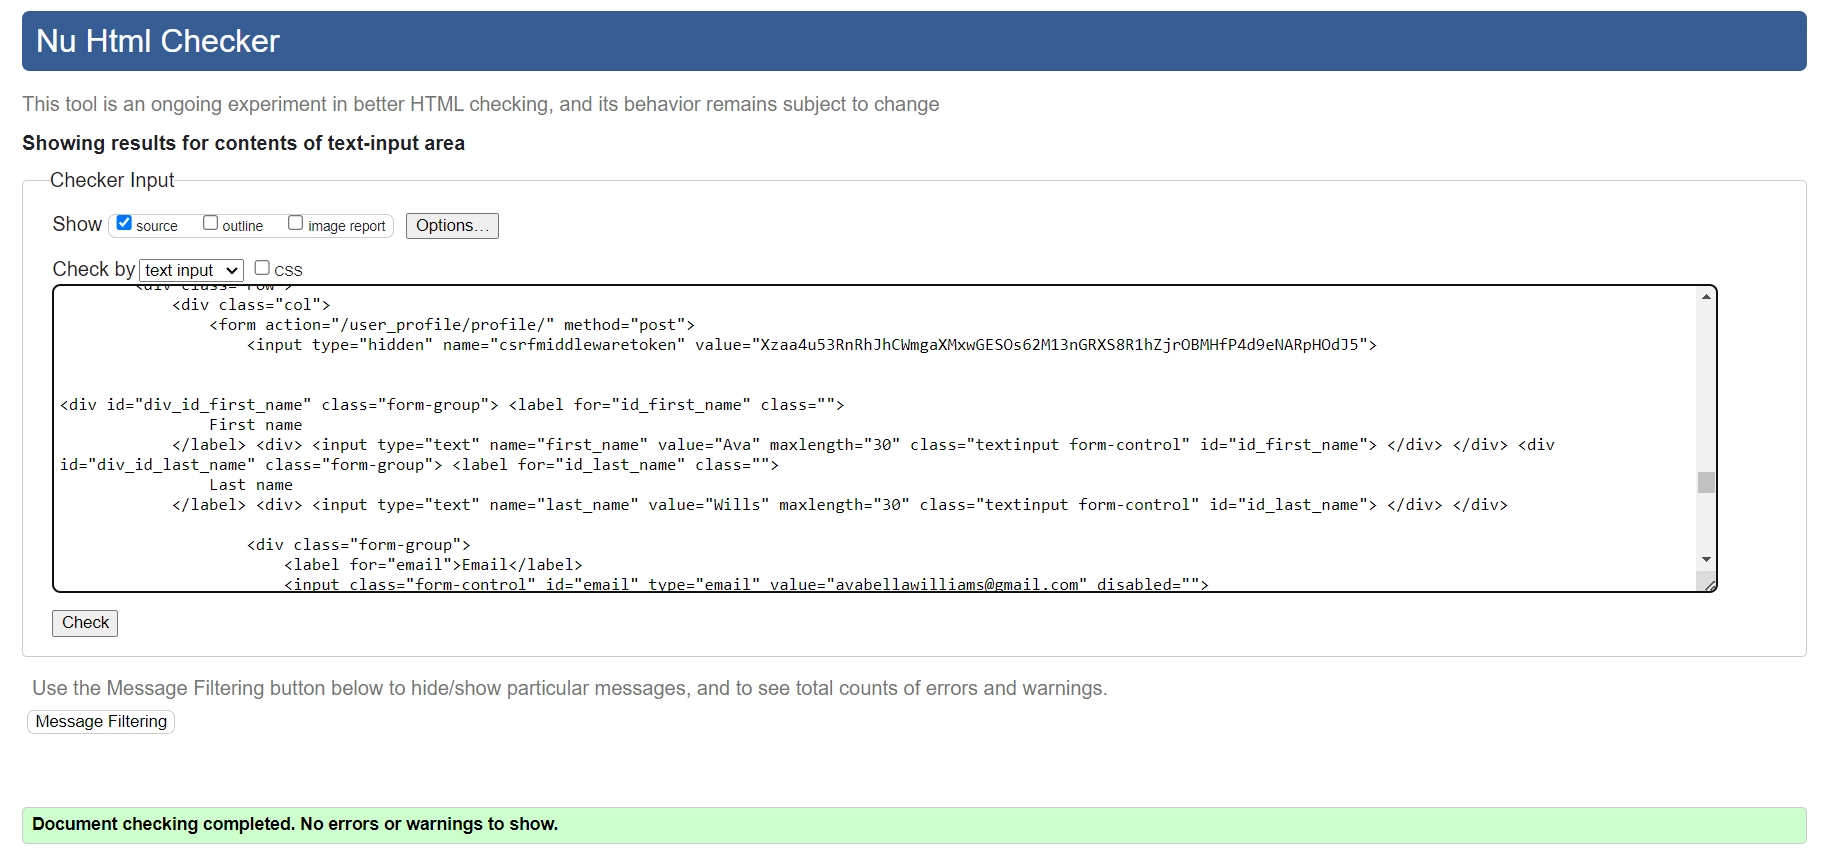 Nu Html Checker
This tool is an ongoing experiment in better HTML checking, and its behavior remains subject to change
Showing results for contents of text-input area
Checker Input
Show source outline image report Options…
Check by text input CSS
<div class="row">
<div class="col">
<form action="/user_profile/profile/" method="post">
<input type="hidden" name="csrfmiddlewaretoken" value="Xzaa4u53RnRhJhCWmgaXMxwGESOs62M13nGRXS8R1hZjrOBMHfP4d9eNARpHOdJ5">
<div id="div_id_first_name" class="form-group"> <label for="id_first_name" class="">
First name
</label> <div> <input type="text" name="first_name" value="Ava" maxlength="30" class="textinput form-control" id="id_first_name"> </div> </div> <div
id="div_id_last_name" class="form-group"> <label for="id_last_name" class="">
Last name
</label> <div> <input type="text" name="last_name" value="Wills" maxlength="30" class="textinput form-control" id="id_last_name"> </div> </div>
<div class="form-group">
<label for="email">Email</label>
<input class="form-control" id="email" type="email" value="avabellawilliams@gmail.com" disabled="">
Check
Use the Message Filtering button below to hide/show particular messages, and to see total counts of errors and warnings.
Message Filtering
Document checking completed. No errors or warnings to show.